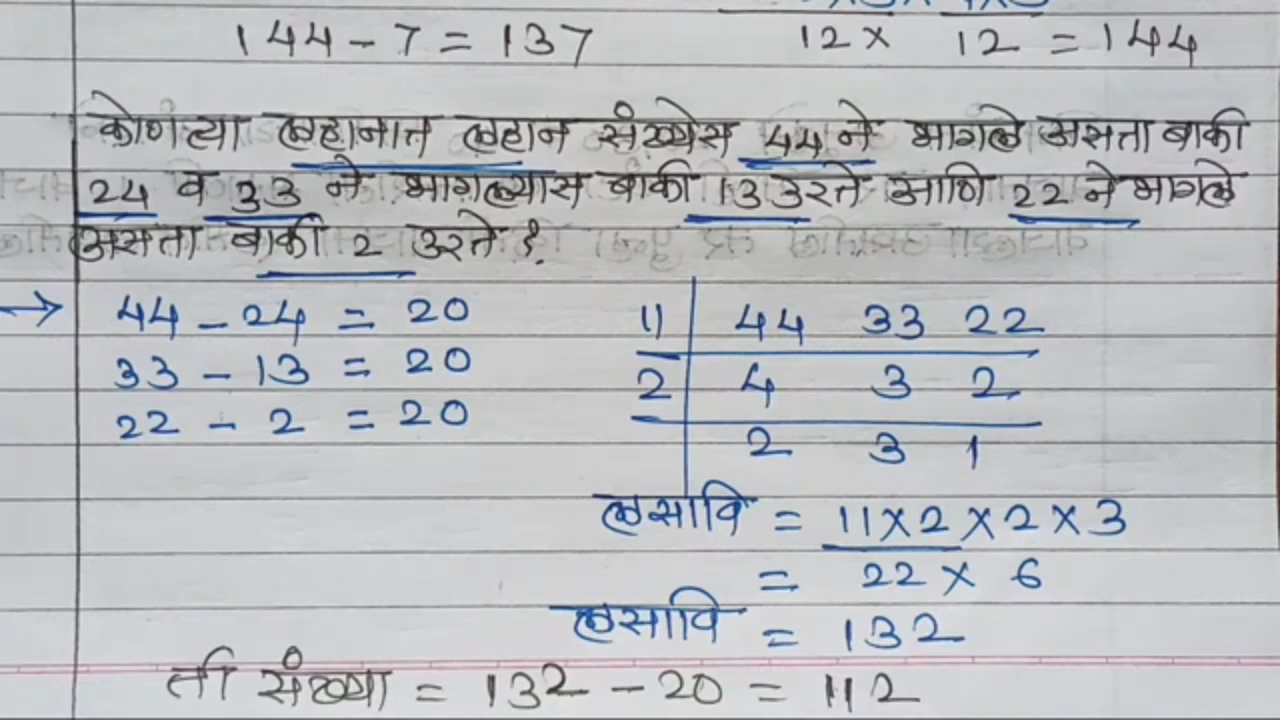 144 - 7 = 137
12 × 12 = 144
कोणत्या लहानात लहान संख्येस 44 ने भागले असता बाकी
24 व 33 ने भागल्यास बाकी 13 उरते आणि 22 ने भागले
असता बाकी 2 उरते ?
→ 44 - 24 = 20
33 - 13 = 20
22 - 2 = 20
11 | 44 33 22
2 | 4 3 2
2 3 1
लसावि = 11 × 2 × 2 × 3
= 22 × 6
लसावि = 132
ती संख्या = 132 - 20 = 112